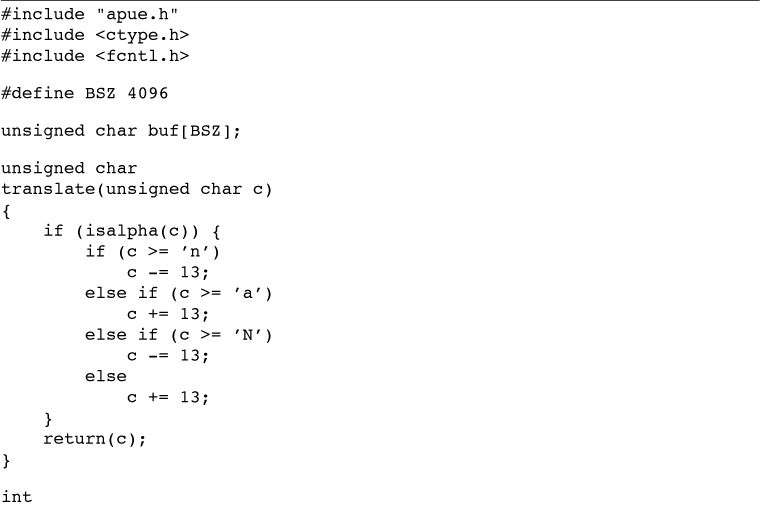 #include "apue.h"
#include <ctype.h>
#include <fcntl.h>
#define BSZ 4096
unsigned char buf[BSZ];
unsigned char
translate(unsigned char c)
{
    if (isalpha(c)) {
        if (c >= ’n’)
            c -= 13;
        else if (c >= ’a’)
            c += 13;
        else if (c >= ’N’)
            c -= 13;
        else
            c += 13;
    }
    return(c);
}
int